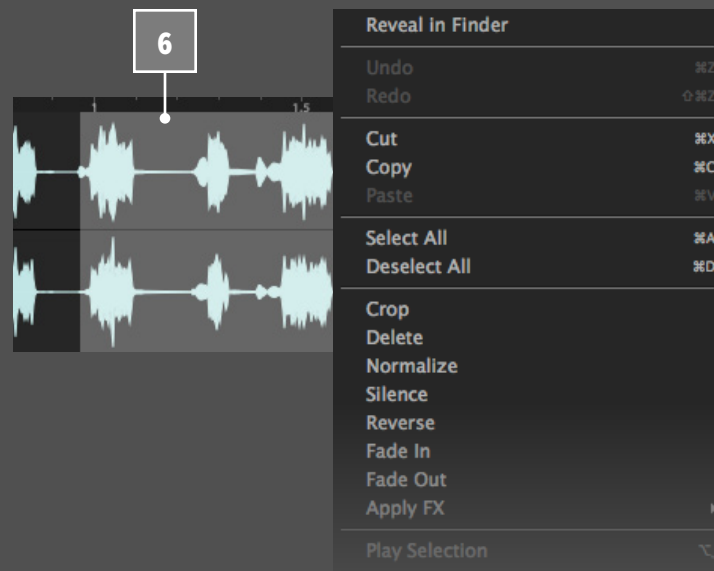 6
1
1.5
Reveal in Finder
Undo ⌘Z
Redo ⇧⌘Z
Cut ⌘X
Copy ⌘C
Paste ⌘V
Select All ⌘A
Deselect All ⌘D
Crop
Delete
Normalize
Silence
Reverse
Fade In
Fade Out
Apply FX
Play Selection ⌥